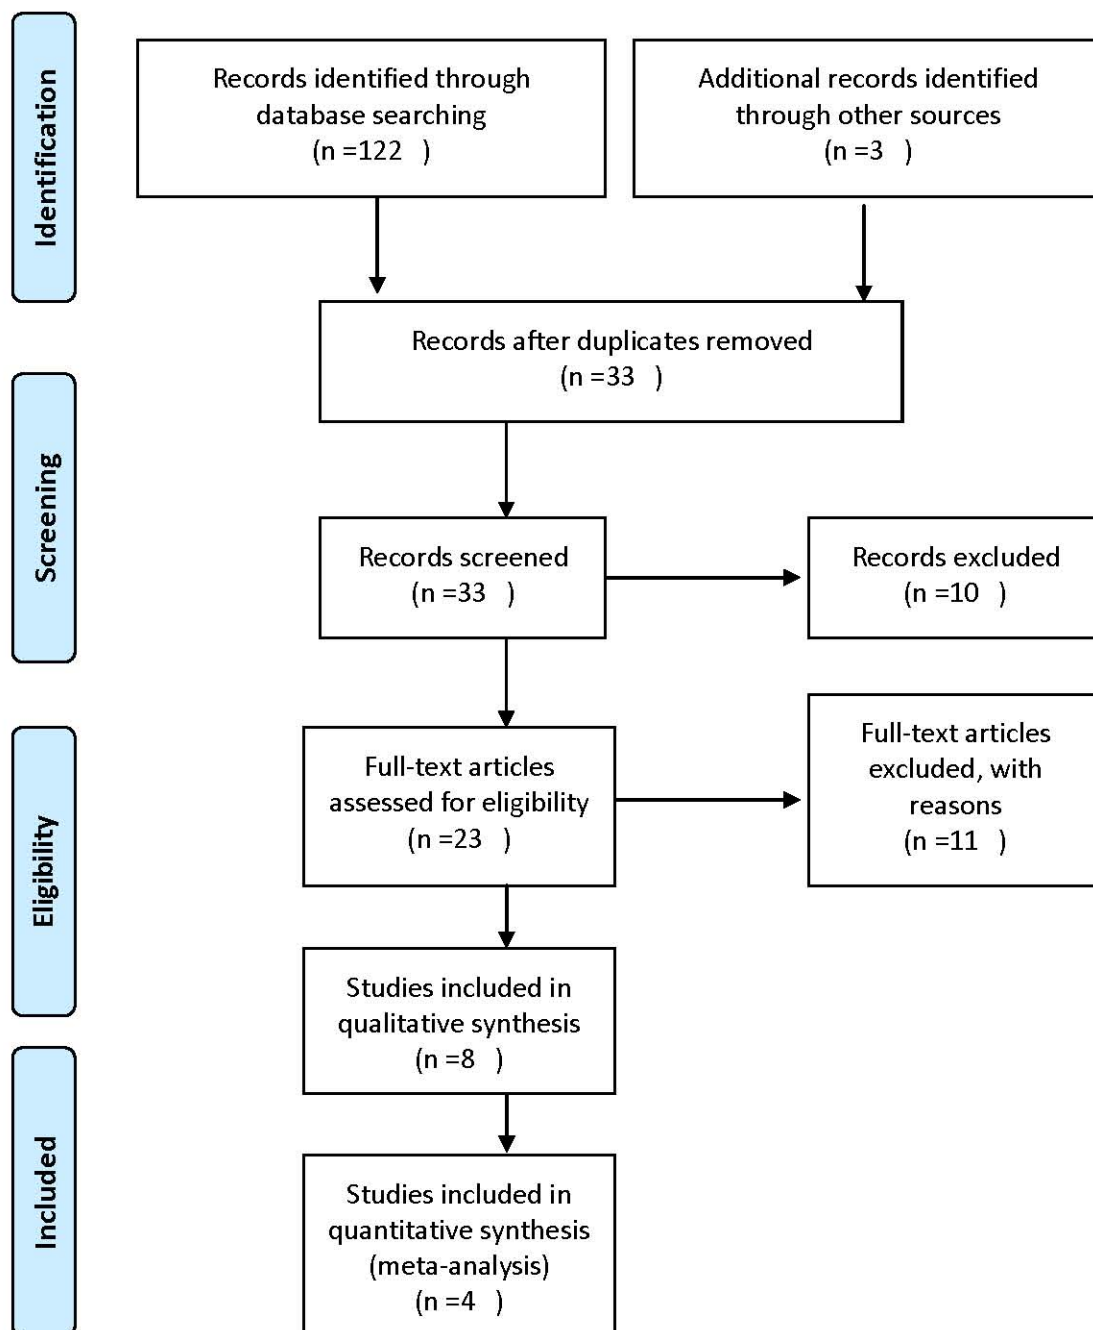 Identification
Records identified through
database searching
(n =122   )
Additional records identified
through other sources
(n =3   )
Records after duplicates removed
(n =33   )
Screening
Records screened
(n =33   )
Records excluded
(n =10   )
Eligibility
Full-text articles
assessed for eligibility
(n =23   )
Full-text articles
excluded, with
reasons
(n =11   )
Studies included in
qualitative synthesis
(n =8   )
Included
Studies included in
quantitative synthesis
(meta-analysis)
(n =4   )